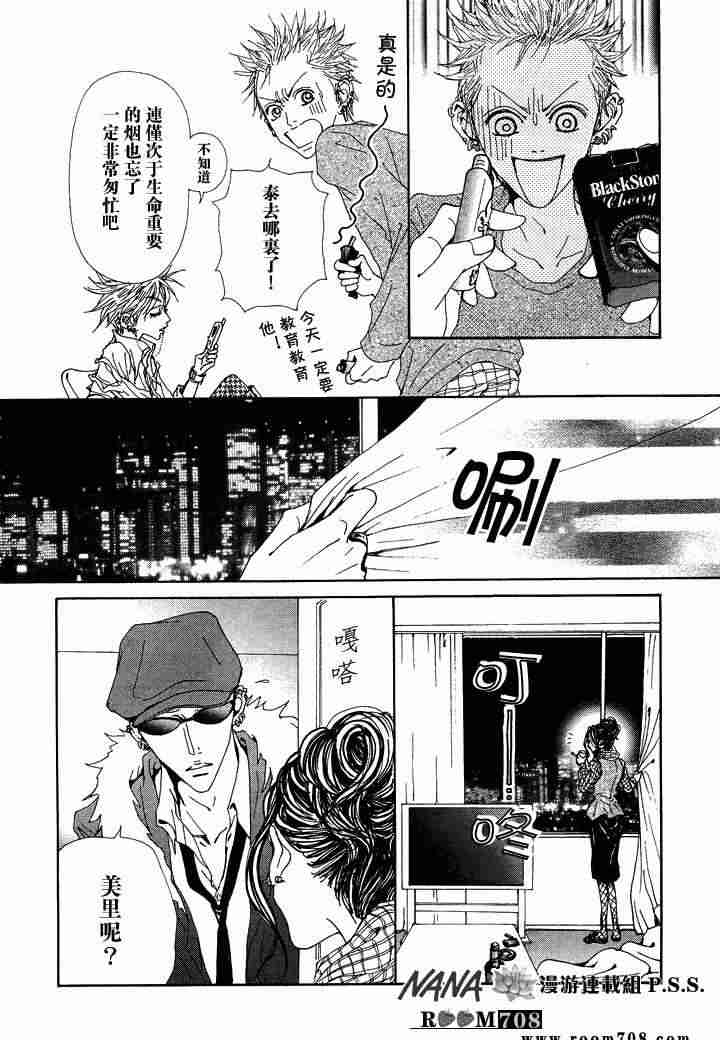 BlackSton
Cherry
真是的
泰去哪裏了！
今天一定要
教育教育
他！
不知道
連僅次于生命重要
的烟也忘了
一定非常匆忙吧
唰
叮！
咚
嘎嗒
美里呢？
NANA 漫游連載組 P.S.S.
ROOM 708
www.room708.com